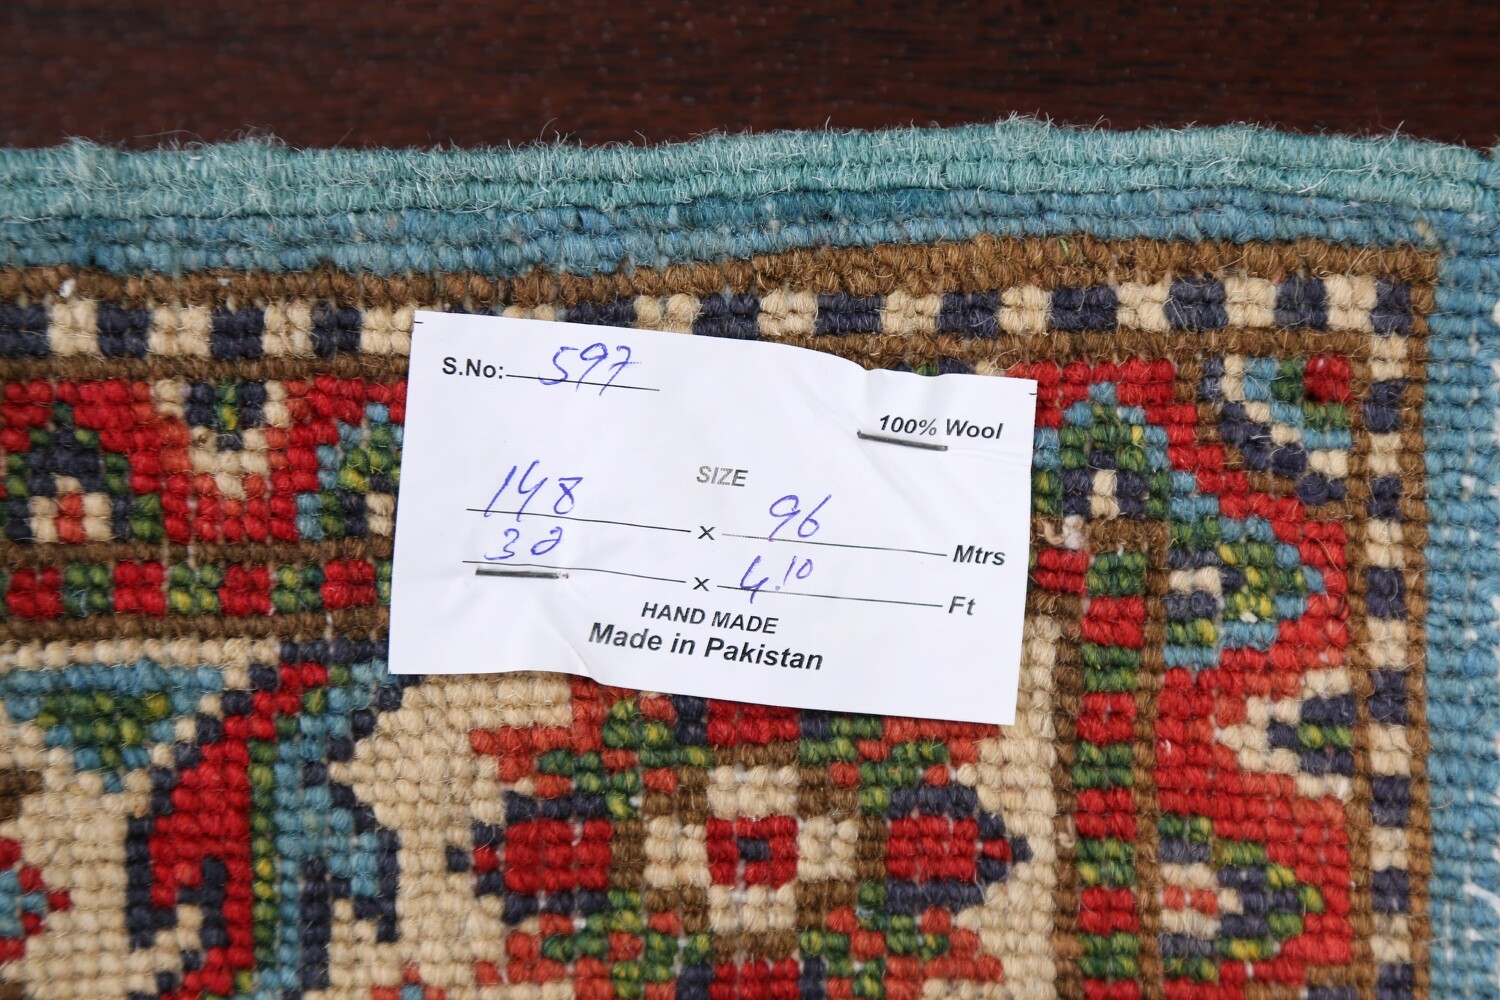 S.No: 597
100% Wool
SIZE
148 x 96 Mtrs
32 x 4.10 Ft
HAND MADE
Made in Pakistan